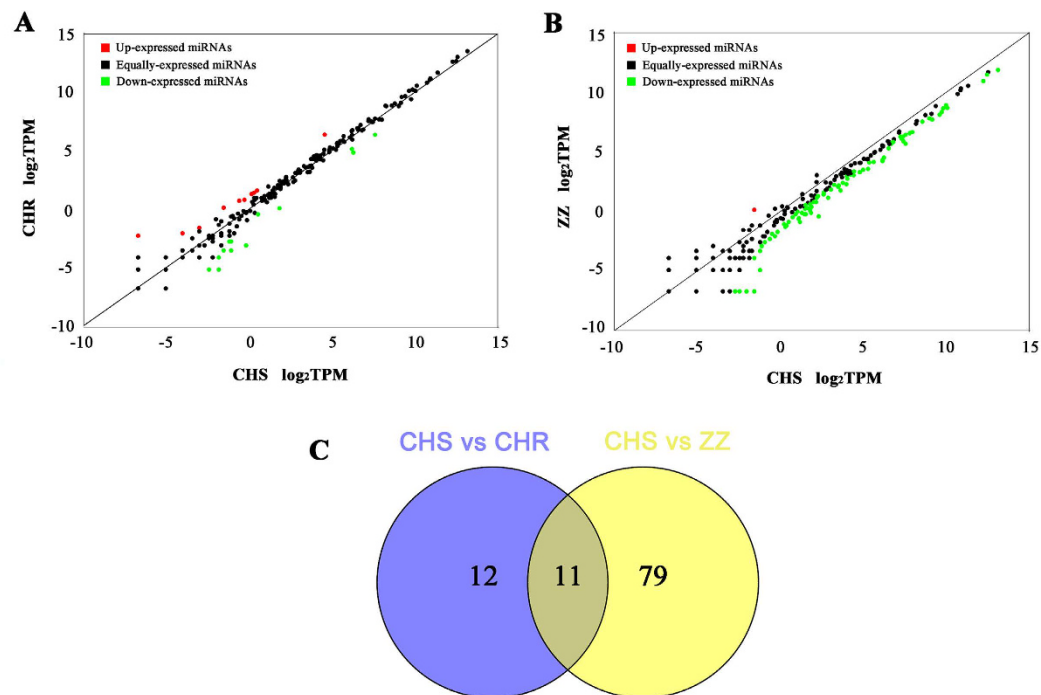 A
15
Up-expressed miRNAs
Equally-expressed miRNAs
Down-expressed miRNAs
10
5
0
-5
-10
CHR log₂TPM
-10 -5 0 5 10 15
CHS log₂TPM
B
15
Up-expressed miRNAs
Equally-expressed miRNAs
Down-expressed miRNAs
10
5
0
-5
-10
ZZ log₂TPM
-10 -5 0 5 10 15
CHS log₂TPM
C
CHS vs CHR CHS vs ZZ
12 11 79